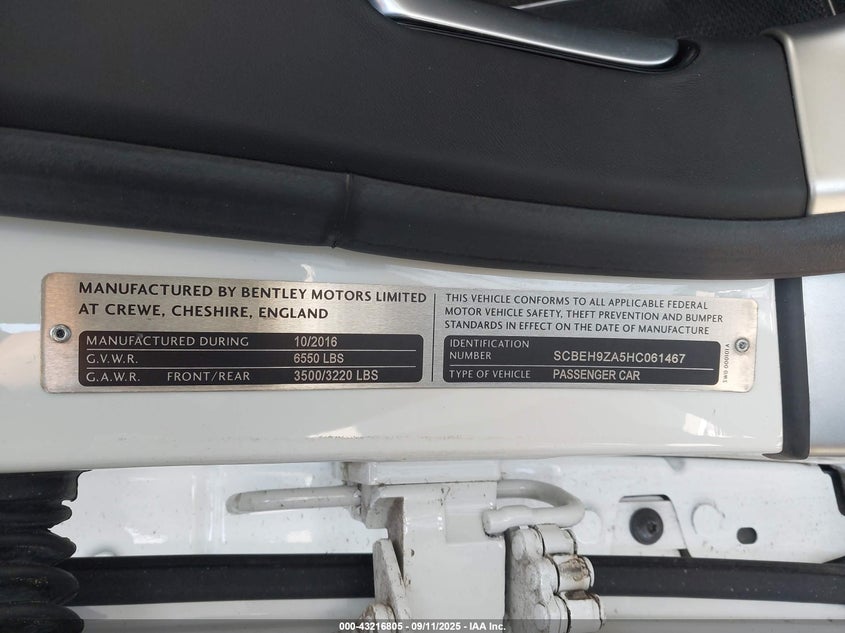 MANUFACTURED BY BENTLEY MOTORS LIMITED
AT CREWE, CHESHIRE, ENGLAND
MANUFACTURED DURING 10/2016
G.V.W.R. 6550 LBS
G.A.W.R. FRONT/REAR 3500/3220 LBS
THIS VEHICLE CONFORMS TO ALL APPLICABLE FEDERAL
MOTOR VEHICLE SAFETY, THEFT PREVENTION AND BUMPER
STANDARDS IN EFFECT ON THE DATE OF MANUFACTURE
IDENTIFICATION
NUMBER SCBEH9ZA5HC061467
TYPE OF VEHICLE PASSENGER CAR
000-43216805 - 09/11/2025 - IAA Inc.